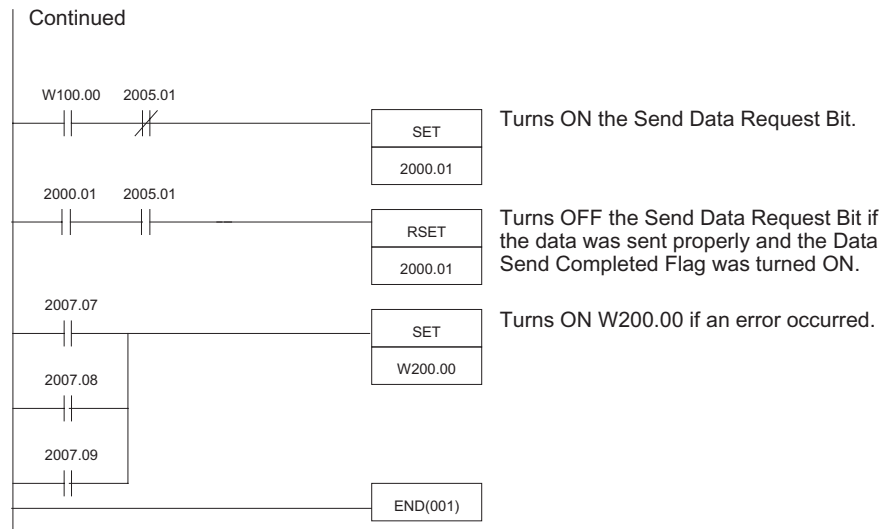 Continued
W100.00 2005.01
SET
2000.01
Turns ON the Send Data Request Bit.
2000.01 2005.01
RSET
2000.01
Turns OFF the Send Data Request Bit if
the data was sent properly and the Data
Send Completed Flag was turned ON.
2007.07
SET
W200.00
Turns ON W200.00 if an error occurred.
2007.08
2007.09
END(001)